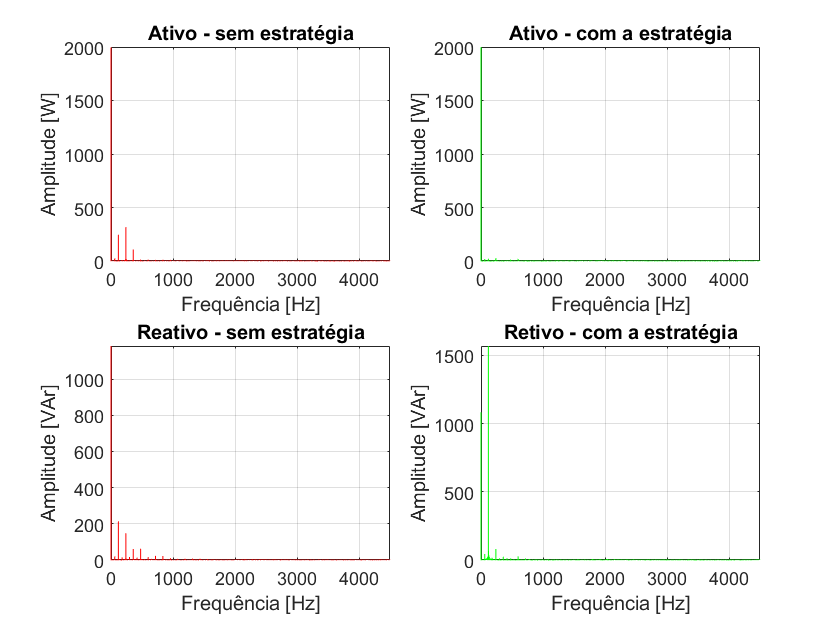 Ativo - sem estratégia
2000
1500
1000
500
0
Amplitude [W]
0 1000 2000 3000 4000
Frequência [Hz]
Ativo - com a estratégia
2000
1500
1000
500
0
Amplitude [W]
0 1000 2000 3000 4000
Frequência [Hz]
Reativo - sem estratégia
1000
800
600
400
200
0
Amplitude [VAr]
0 1000 2000 3000 4000
Frequência [Hz]
Retivo - com a estratégia
1500
1000
500
0
Amplitude [VAr]
0 1000 2000 3000 4000
Frequência [Hz]